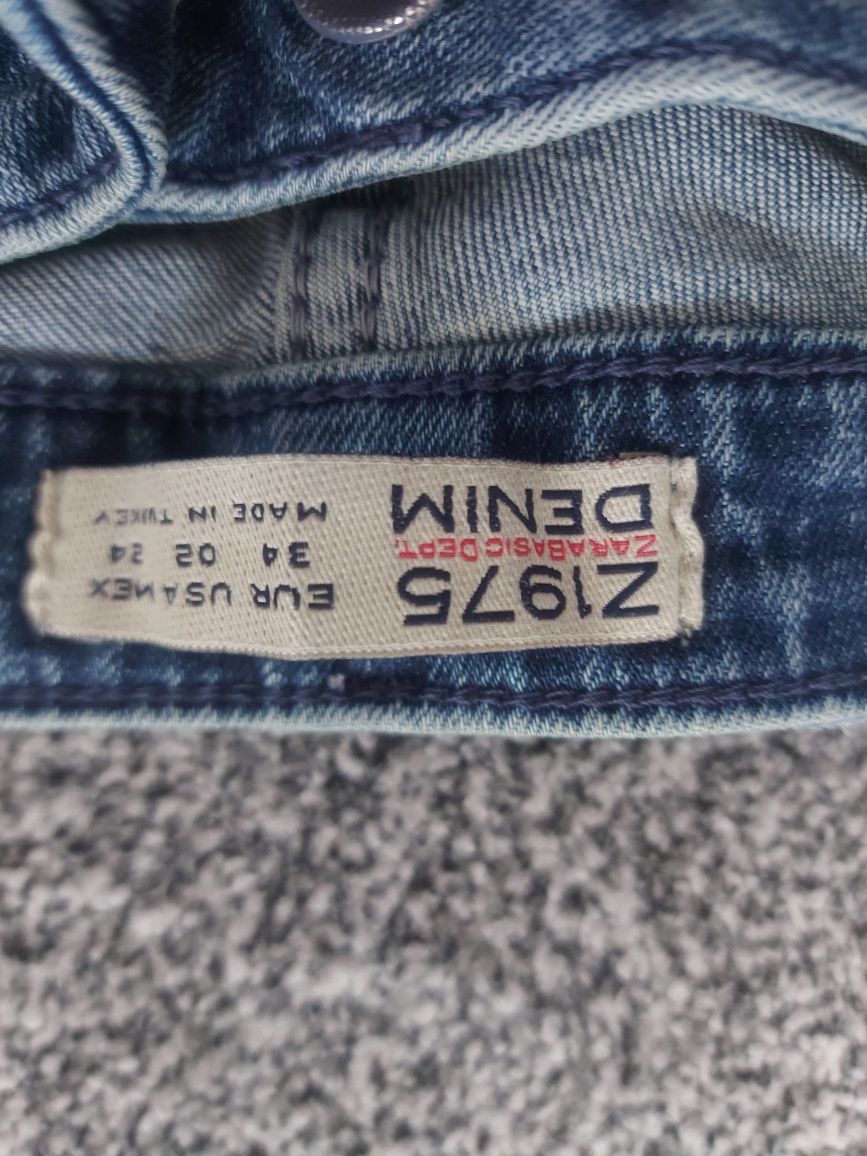 Z1975
ZARABASIC DEPT.
DENIM
EUR USA MEX
34 02 24
MADE IN TURKEY